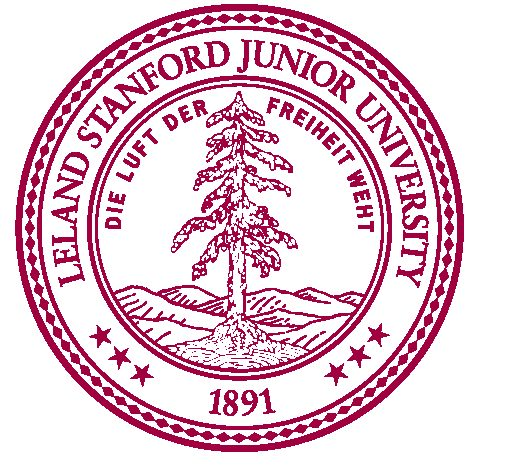 LELAND STANFORD JUNIOR UNIVERSITY
DIE LUFT DER FREIHEIT WEHT
1891